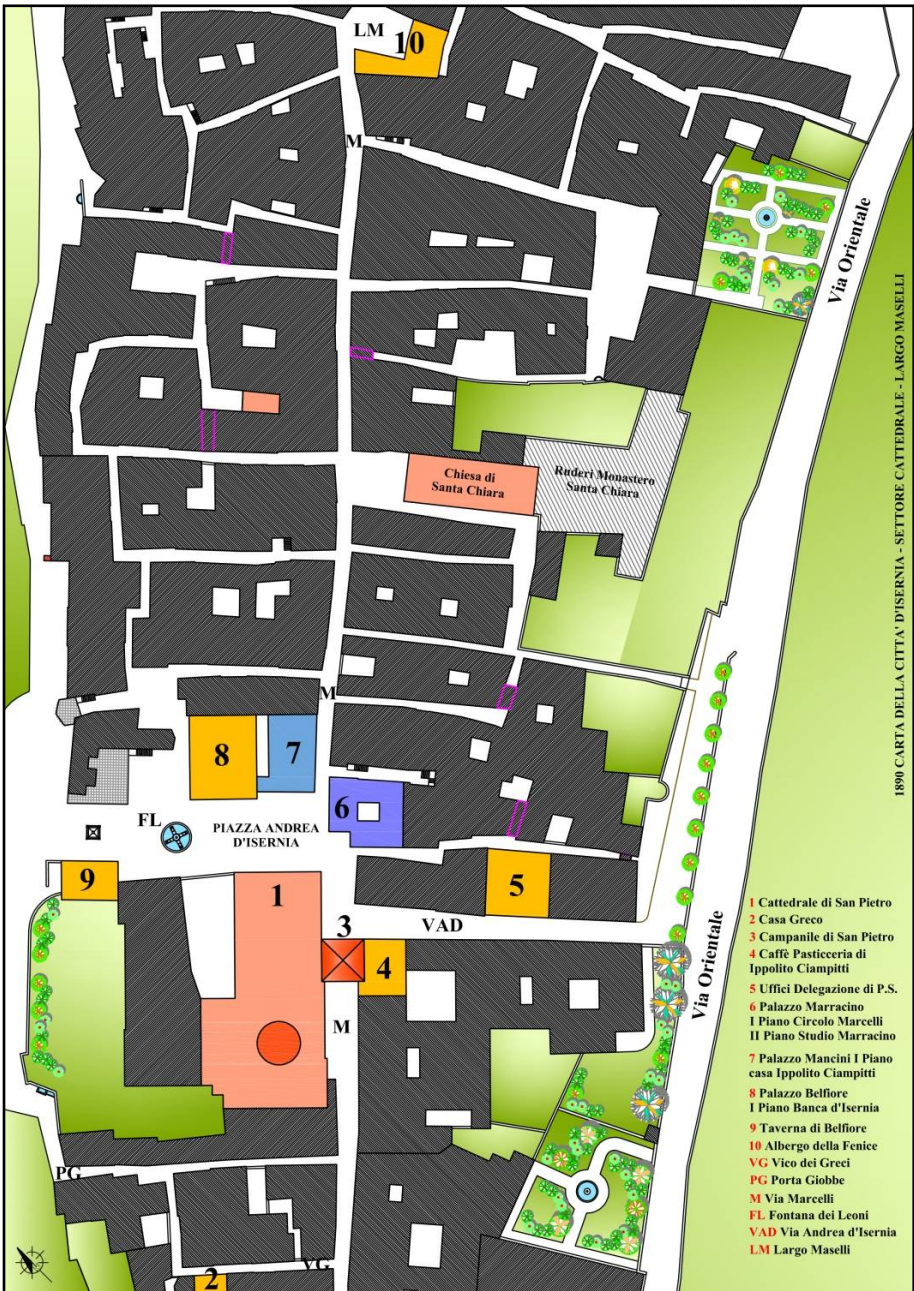 LM
10
M
Via Orientale
1890 CARTA DELLA CITTA' D'ISERNIA - SETTORE CATTEDRALE - LARGO MASELLI
Chiesa di
Santa Chiara
Ruderi Monastero
Santa Chiara
M
8
7
6
FL
PIAZZA ANDREA
D'ISERNIA
9
1
5
3
VAD
4
M
Via Orientale
PG
VG
2
1 Cattedrale di San Pietro
2 Casa Greco
3 Campanile di San Pietro
4 Caffè Pasticceria di
Ippolito Ciampitti
5 Uffici Delegazione di P.S.
6 Palazzo Marracino
I Piano Circolo Marcelli
II Piano Studio Marracino
7 Palazzo Mancini I Piano
casa Ippolito Ciampitti
8 Palazzo Belfiore
I Piano Banca d'Isernia
9 Taverna di Belfiore
10 Albergo della Fenice
VG Vico dei Greci
PG Porta Giobbe
M Via Marcelli
FL Fontana dei Leoni
VAD Via Andrea d'Isernia
LM Largo Maselli